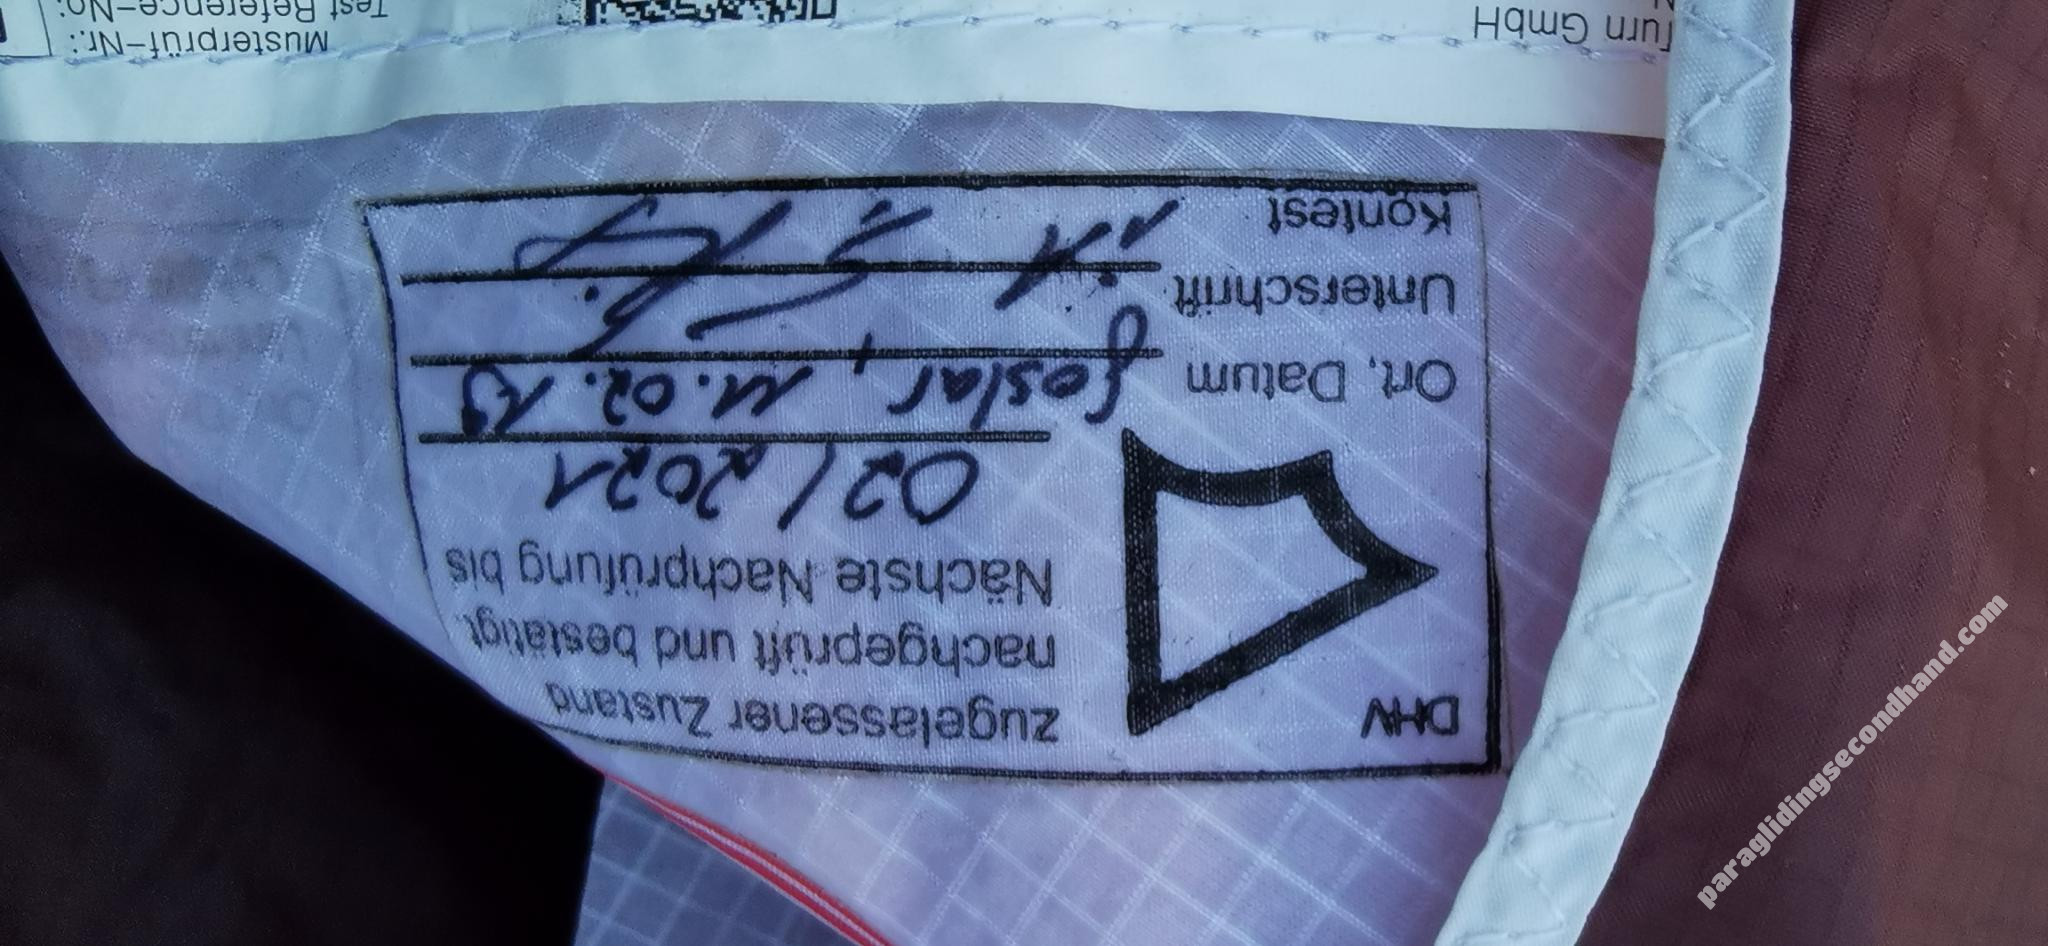 DHV
zugelassener Zustand
nachgeprüft und bestätigt
Nächste Nachprüfung bis
02/2021
Ort, Datum Goslar, 11.02.19
Unterschrift i.A.
Kontest
Turn GmbH
Musterprüf-Nr.:
Test Reference-No:
paraglidingsecondhand.com